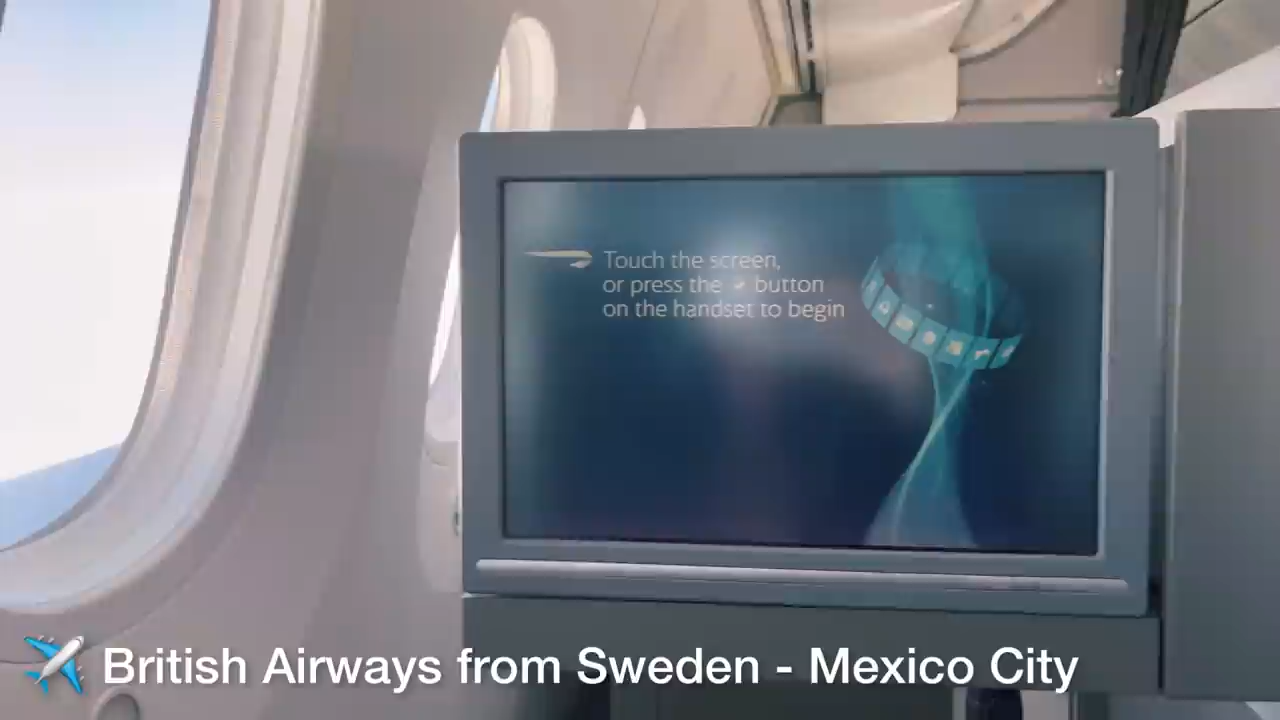 Touch the screen,
or press the button
on the handset to begin
British Airways from Sweden - Mexico City